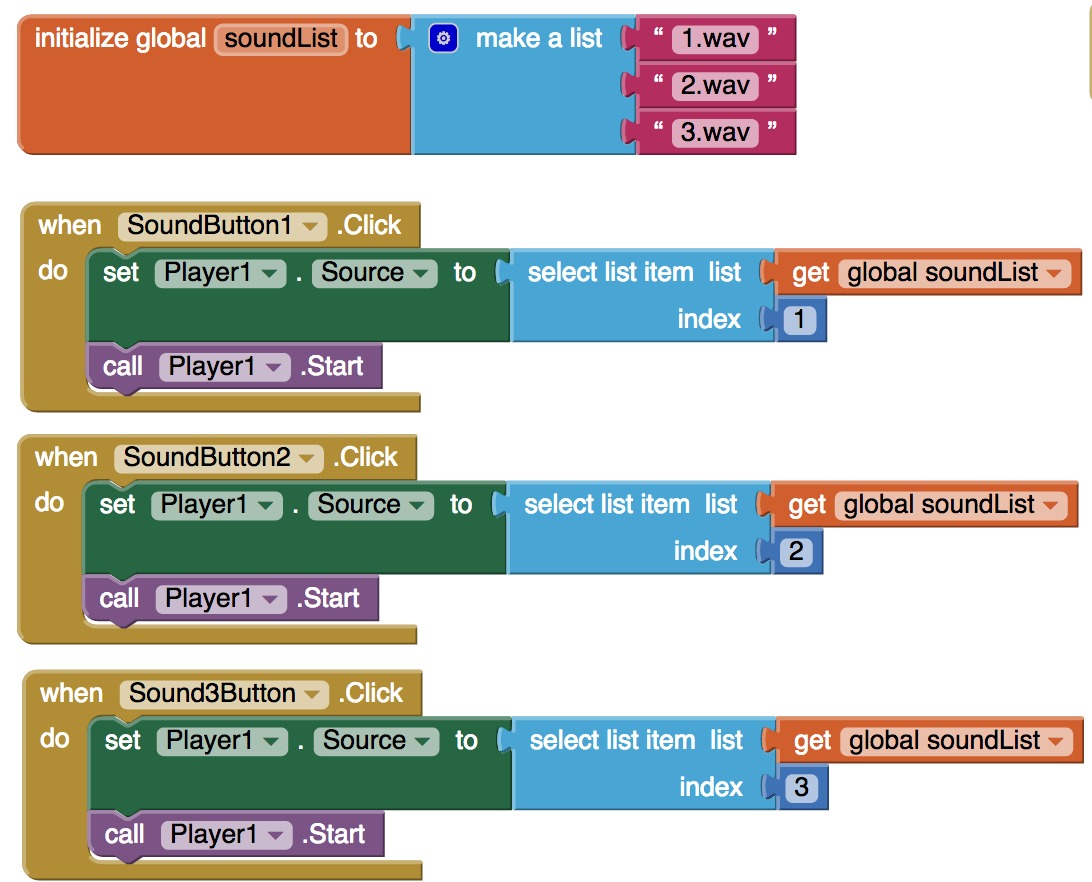 initialize global soundList to make a list “ 1.wav ”
“ 2.wav ”
“ 3.wav ”
when SoundButton1 .Click
do set Player1 . Source to select list item list get global soundList
index 1
call Player1 .Start
when SoundButton2 .Click
do set Player1 . Source to select list item list get global soundList
index 2
call Player1 .Start
when Sound3Button .Click
do set Player1 . Source to select list item list get global soundList
index 3
call Player1 .Start